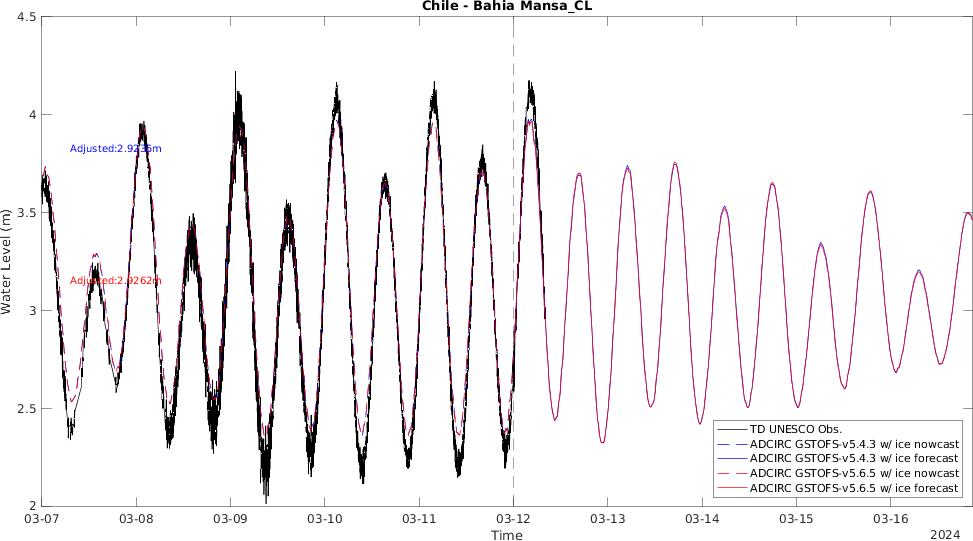 Chile - Bahia Mansa_CL
4.5
4
3.5
3
2.5
2
Water Level (m)
Adjusted:2.9235m
Adjusted:2.9262m
TD UNESCO Obs.
ADCIRC GSTOFS-v5.4.3 w/ ice nowcast
ADCIRC GSTOFS-v5.4.3 w/ ice forecast
ADCIRC GSTOFS-v5.6.5 w/ ice nowcast
ADCIRC GSTOFS-v5.6.5 w/ ice forecast
03-07 03-08 03-09 03-10 03-11 03-12 03-13 03-14 03-15 03-16
Time
2024